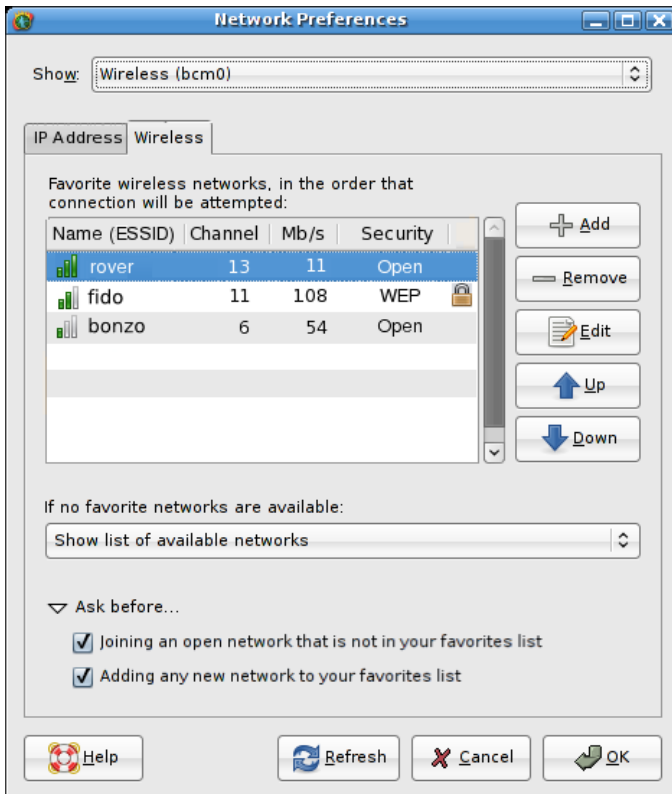 Network Preferences
Show: Wireless (bcm0)
IP Address Wireless
Favorite wireless networks, in the order that
connection will be attempted:
Name (ESSID) Channel Mb/s Security
rover 13 11 Open
fido 11 108 WEP
bonzo 6 54 Open
Add
Remove
Edit
Up
Down
If no favorite networks are available:
Show list of available networks
Ask before...
Joining an open network that is not in your favorites list
Adding any new network to your favorites list
Help Refresh Cancel OK